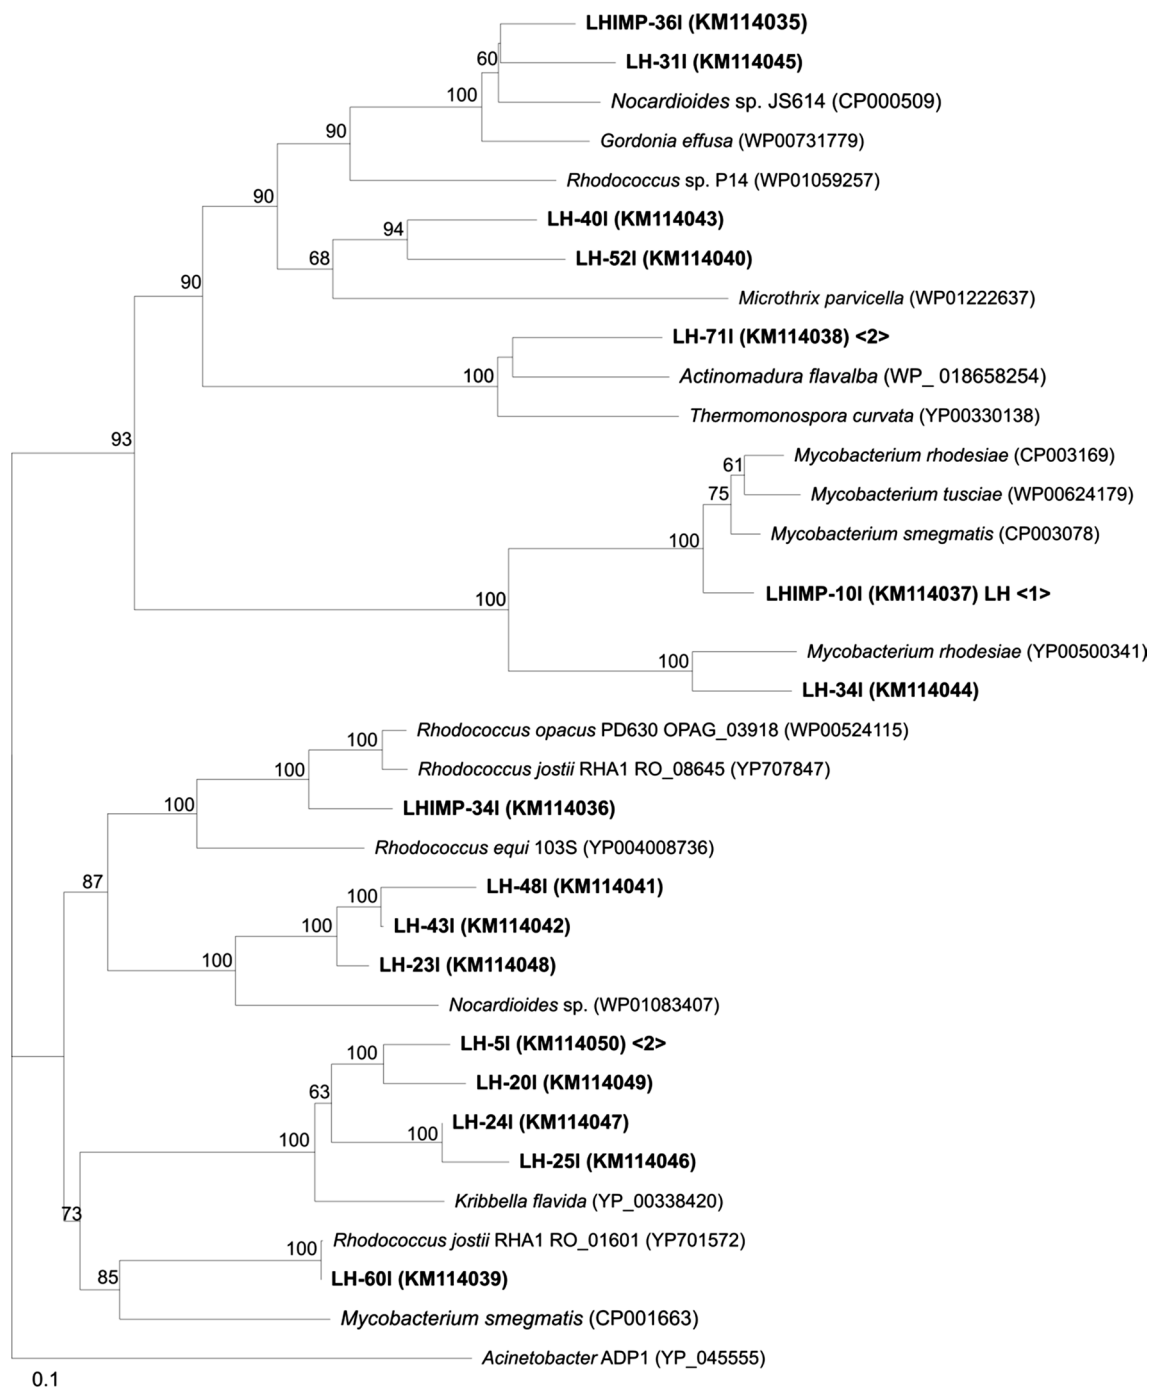 LHIMP-36I (KM114035)
60
LH-31I (KM114045)
100
Nocardioides sp. JS614 (CP000509)
90
Gordonia effusa (WP00731779)
Rhodococcus sp. P14 (WP01059257)
90
LH-40I (KM114043)
94
68
LH-52I (KM114040)
90
Microthrix parvicella (WP01222637)
LH-71I (KM114038) <2>
100
Actinomadura flavalba (WP_ 018658254)
Thermomonospora curvata (YP00330138)
93
Mycobacterium rhodesiae (CP003169)
61
75
Mycobacterium tusciae (WP00624179)
Mycobacterium smegmatis (CP003078)
100
LHIMP-10I (KM114037) LH <1>
100
Mycobacterium rhodesiae (YP00500341)
100
LH-34I (KM114044)
Rhodococcus opacus PD630 OPAG_03918 (WP00524115)
100
100
Rhodococcus jostii RHA1 RO_08645 (YP707847)
100
LHIMP-34I (KM114036)
Rhodococcus equi 103S (YP004008736)
87
LH-48I (KM114041)
100
100
LH-43I (KM114042)
100
LH-23I (KM114048)
Nocardioides sp. (WP01083407)
LH-5I (KM114050) <2>
100
LH-20I (KM114049)
63
LH-24I (KM114047)
100
100
LH-25I (KM114046)
Kribbella flavida (YP_00338420)
73
Rhodococcus jostii RHA1 RO_01601 (YP701572)
100
85
LH-60I (KM114039)
Mycobacterium smegmatis (CP001663)
Acinetobacter ADP1 (YP_045555)
0.1